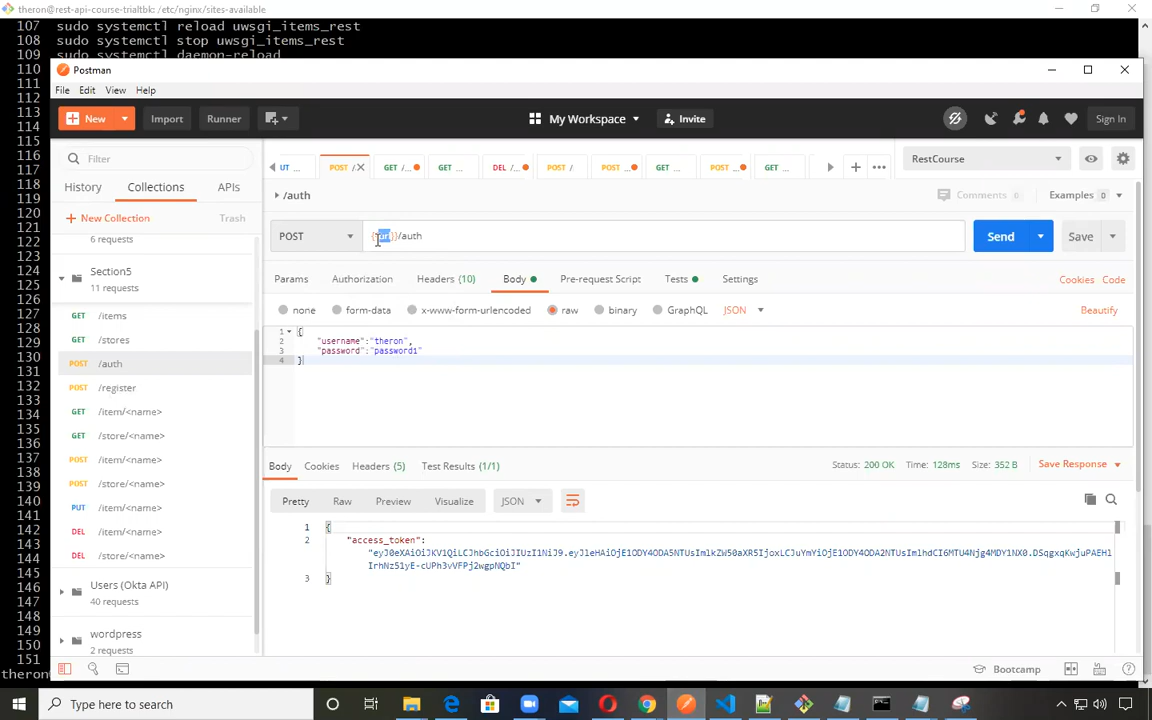 theron@rest-api-course-trialtbk: /etc/nginx/sites-available
107 sudo systemctl reload uwsgi_items_rest
108 sudo systemctl stop uwsgi_items_rest
109 sudo systemctl daemon-reload
110
111
112
113
114
115
116
117
118
119
120
121
122
123
124
125
126
127
128
129
130
131
132
133
134
135
136
137
138
139
140
141
142
143
144
145
146
147
148
149
150
151
theron
Postman
File Edit View Help
New Import Runner My Workspace Invite Sign In
Filter
History Collections APIs
New Collection Trash
6 requests
Section5
11 requests
GET /items
GET /stores
POST /auth
POST /register
GET /item/<name>
GET /store/<name>
POST /item/<name>
POST /store/<name>
PUT /item/<name>
DEL /item/<name>
DEL /store/<name>
Users (Okta API)
40 requests
wordpress
2 requests
UT ... POST / GET /... GET ... DEL /... POST / POST ... GET ... POST ... GET ... RestCourse
/auth Comments 0 Examples 0
POST {{url}}/auth Send Save
Params Authorization Headers (10) Body Pre-request Script Tests Settings Cookies Code
none form-data x-www-form-urlencoded raw binary GraphQL JSON Beautify
1 {
2 "username":"theron",
3 "password":"password1"
4 }
Body Cookies Headers (5) Test Results (1/1) Status: 200 OK Time: 128ms Size: 352 B Save Response
Pretty Raw Preview Visualize JSON
1 {
2 "access_token":
3 }
Bootcamp
Type here to search